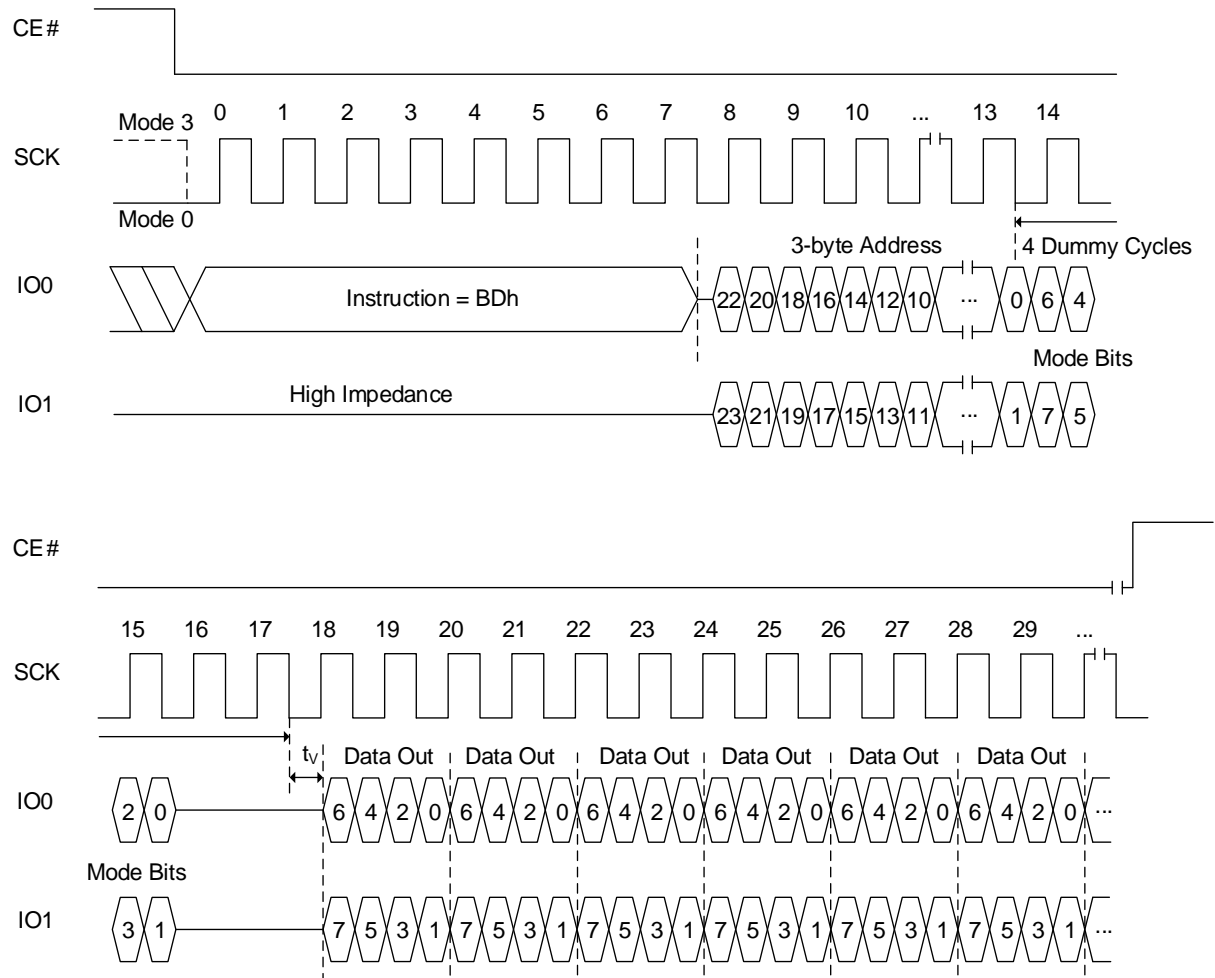 CE#
0 1 2 3 4 5 6 7 8 9 10 ... 13 14
Mode 3
SCK
Mode 0
3-byte Address 4 Dummy Cycles
IO0
Instruction = BDh
22 20 18 16 14 12 10 ... 0 6 4
Mode Bits
High Impedance
IO1
23 21 19 17 15 13 11 ... 1 7 5
CE#
15 16 17 18 19 20 21 22 23 24 25 26 27 28 29 ...
SCK
tV Data Out Data Out Data Out Data Out Data Out Data Out
IO0
2 0 6 4 2 0 6 4 2 0 6 4 2 0 6 4 2 0 6 4 2 0 6 4 2 0 ...
Mode Bits
IO1
3 1 7 5 3 1 7 5 3 1 7 5 3 1 7 5 3 1 7 5 3 1 7 5 3 1 ...